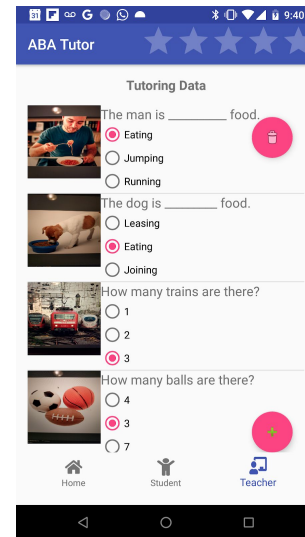 31 9:40
ABA Tutor
Tutoring Data
The man is ________ food.
Eating
Jumping
Running
The dog is ________ food.
Leasing
Eating
Joining
How many trains are there?
1
2
3
How many balls are there?
4
3
7
Home
Student
Teacher